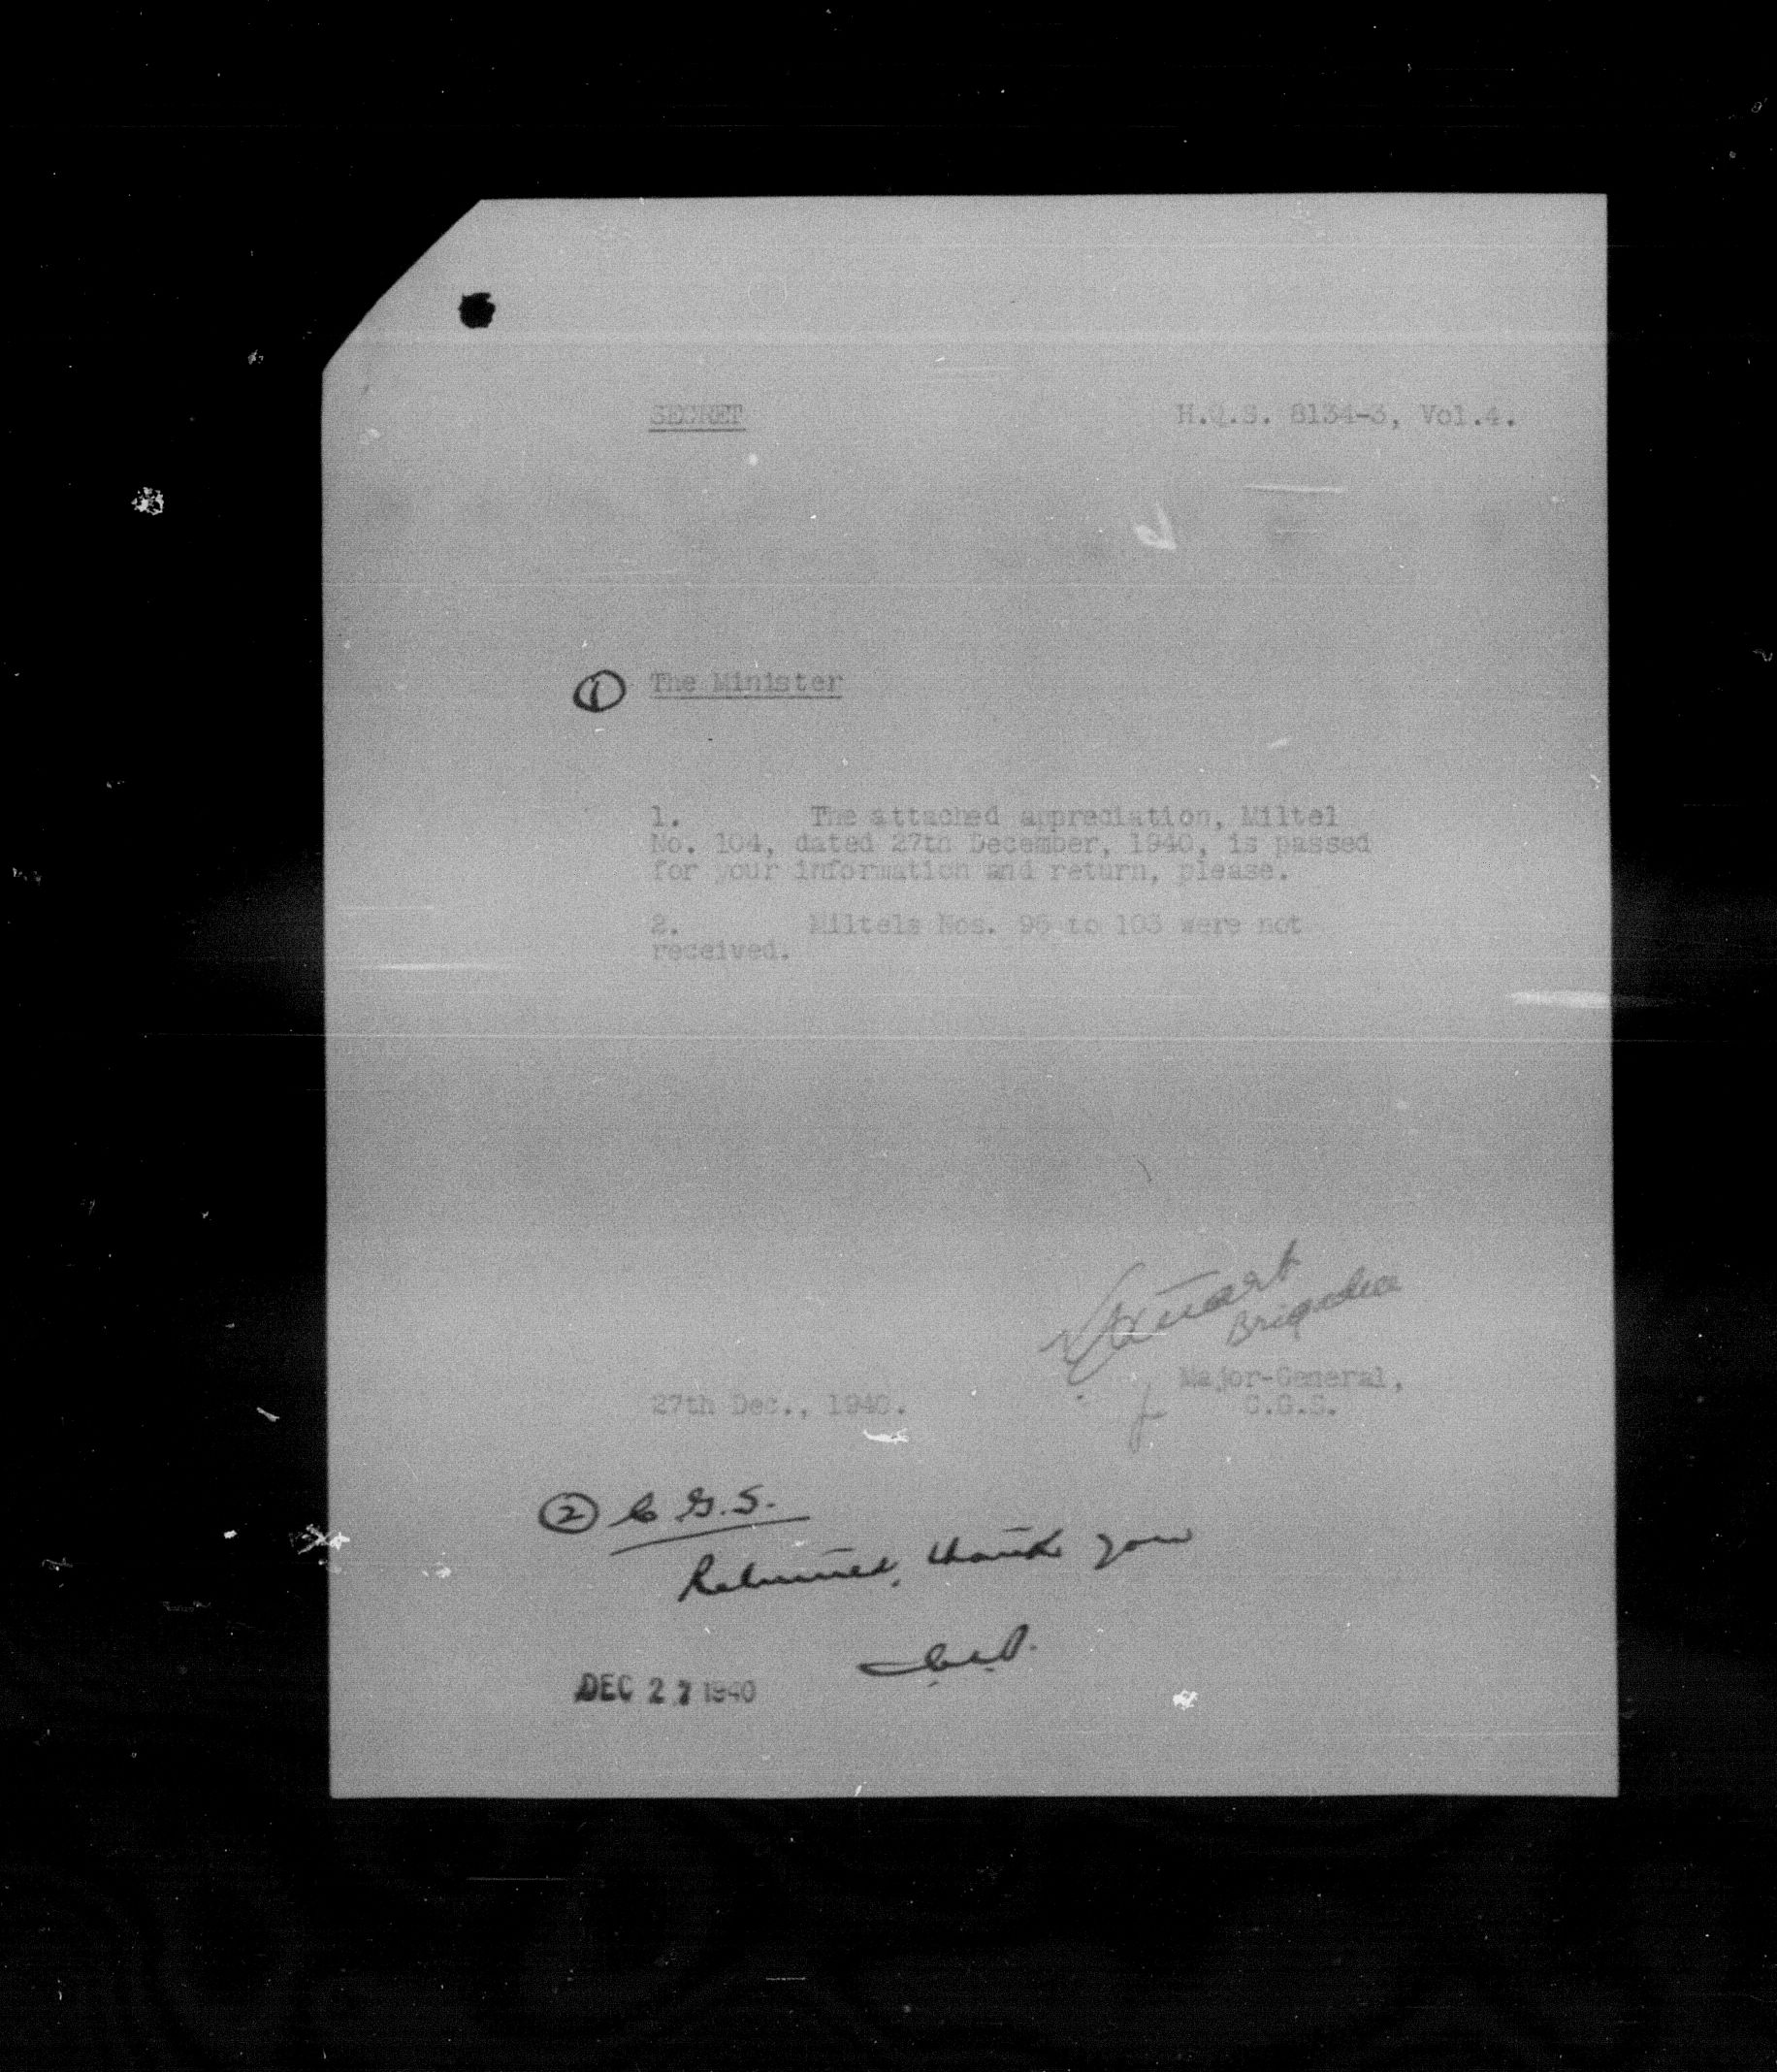 SECRET
H.Q.S. 8134-3, Vol.4.
① The Minister
1. The attached appreciation, Miltel
No. 104, dated 27th December, 1940, is passed
for your information and return, please.
2. Miltels Nos. 96 to 103 were not
received.
Stuart
Brigadier
Major-General,
C.G.S.
27th Dec., 1940.
② C.G.S.
Returned, thank you
DEC 27 1940